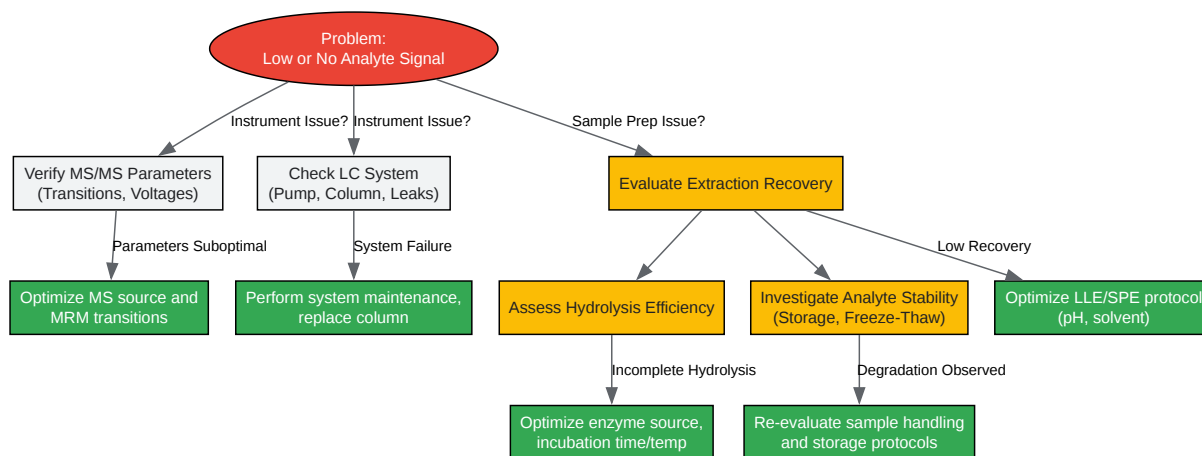 Problem:
Low or No Analyte Signal
Instrument Issue?
Instrument Issue?
Sample Prep Issue?
Verify MS/MS Parameters
(Transitions, Voltages)
Check LC System
(Pump, Column, Leaks)
Evaluate Extraction Recovery
Parameters Suboptimal
System Failure
Low Recovery
Optimize MS source and
MRM transitions
Perform system maintenance,
replace column
Assess Hydrolysis Efficiency
Investigate Analyte Stability
(Storage, Freeze-Thaw)
Optimize LLE/SPE protocol
(pH, solvent)
Incomplete Hydrolysis
Degradation Observed
Optimize enzyme source,
incubation time/temp
Re-evaluate sample handling
and storage protocols